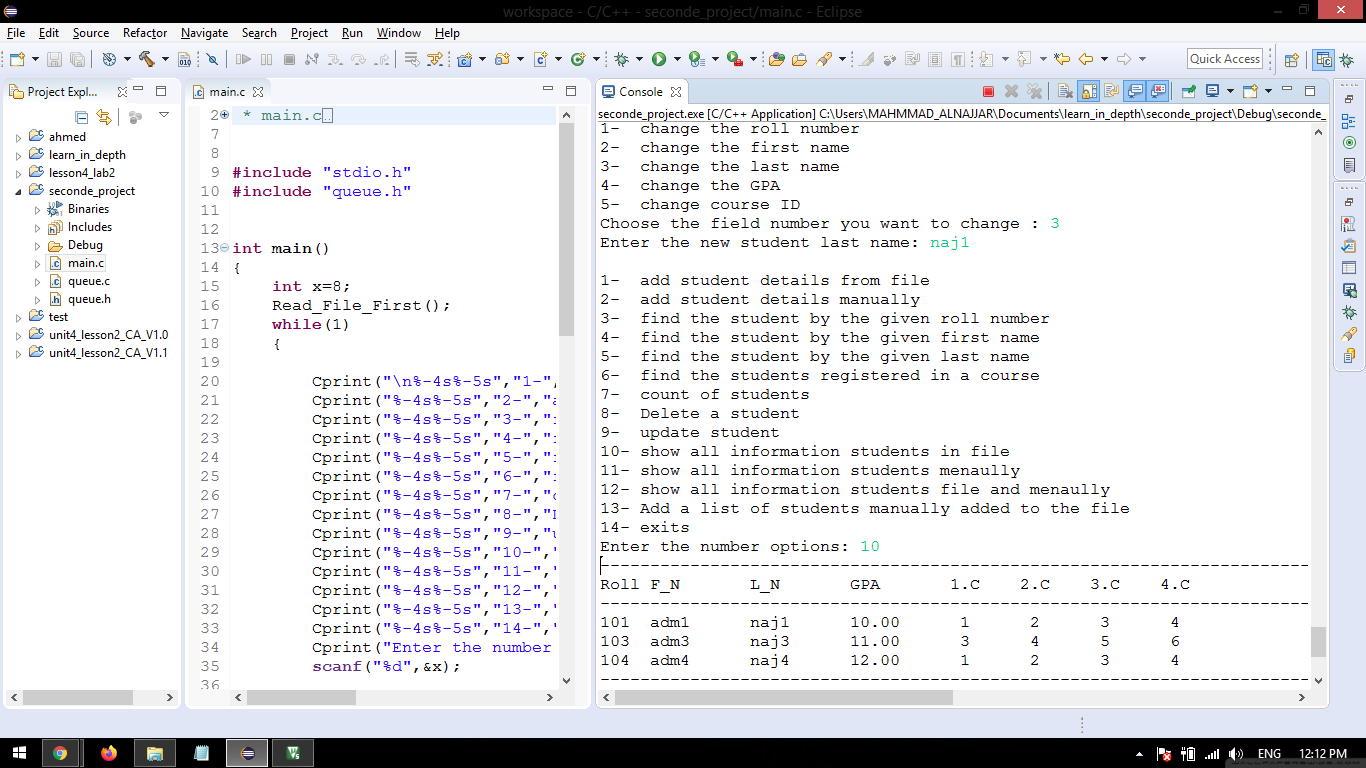 workspace - C/C++ - seconde_project/main.c - Eclipse
File Edit Source Refactor Navigate Search Project Run Window Help
Quick Access
Project Expl...
ahmed
learn_in_depth
lesson4_lab2
seconde_project
Binaries
Includes
Debug
main.c
queue.c
queue.h
test
unit4_lesson2_CA_V1.0
unit4_lesson2_CA_V1.1
main.c
2 * main.c
7
8
9 #include "stdio.h"
10 #include "queue.h"
11
12
13 int main()
14 {
15 int x=8;
16 Read_File_First();
17 while(1)
18 {
19
20 Cprint("\n%-4s%-5s","1-",
21 Cprint("%-4s%-5s","2-","a
22 Cprint("%-4s%-5s","3-","
23 Cprint("%-4s%-5s","4-","
24 Cprint("%-4s%-5s","5-","
25 Cprint("%-4s%-5s","6-","
26 Cprint("%-4s%-5s","7-","c
27 Cprint("%-4s%-5s","8-","D
28 Cprint("%-4s%-5s","9-","u
29 Cprint("%-4s%-5s","10-","
30 Cprint("%-4s%-5s","11-","
31 Cprint("%-4s%-5s","12-","
32 Cprint("%-4s%-5s","13-","
33 Cprint("%-4s%-5s","14-","
34 Cprint("Enter the number
35 scanf("%d",&x);
36
Console
seconde_project.exe [C/C++ Application] C:\Users\MAHMMAD_ALNAJJAR\Documents\learn_in_depth\seconde_project\Debug\seconde_
1- change the roll number
2- change the first name
3- change the last name
4- change the GPA
5- change course ID
Choose the field number you want to change : 3
Enter the new student last name: naj1
1- add student details from file
2- add student details manually
3- find the student by the given roll number
4- find the student by the given first name
5- find the student by the given last name
6- find the students registered in a course
7- count of students
8- Delete a student
9- update student
10- show all information students in file
11- show all information students menaully
12- show all information students file and menaully
13- Add a list of students manually added to the file
14- exits
Enter the number options: 10
-----------------------------------------------------------------------
Roll F_N L_N GPA 1.C 2.C 3.C 4.C
-----------------------------------------------------------------------
101 adm1 naj1 10.00 1 2 3 4
103 adm3 naj3 11.00 3 4 5 6
104 adm4 naj4 12.00 1 2 3 4
-----------------------------------------------------------------------
ENG 12:12 PM